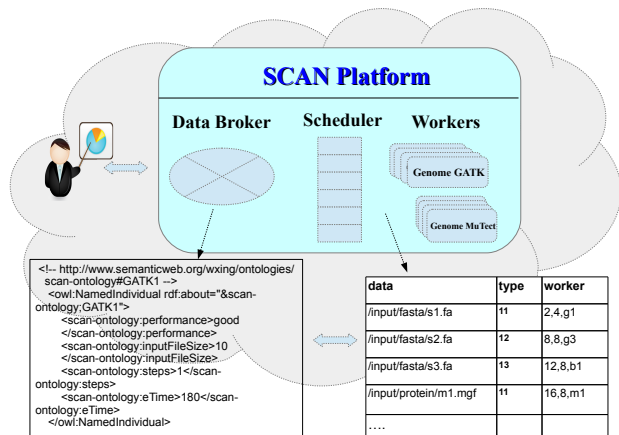 SCAN Platform
Data Broker
Scheduler
Workers
Genome GATK
Genome MuTect
<!-- http://www.semanticweb.org/wxing/ontologies/
scan-ontology#GATK1 -->
<owl:NamedIndividual rdf:about="&scan-
ontology;GATK1">
<scan-ontology:performance>good
</scan-ontology:performance>
<scan-ontology:inputFileSize>10
</scan-ontology:inputFileSize>
<scan-ontology:steps>1</scan-
ontology:steps>
<scan-ontology:eTime>180</scan-
ontology:eTime>
</owl:NamedIndividual>
data type worker
/input/fasta/s1.fa 11 2,4,g1
/input/fasta/s2.fa 12 8,8,g3
/input/fasta/s3.fa 13 12,8,b1
/input/protein/m1.mgf 11 16,8,m1
....